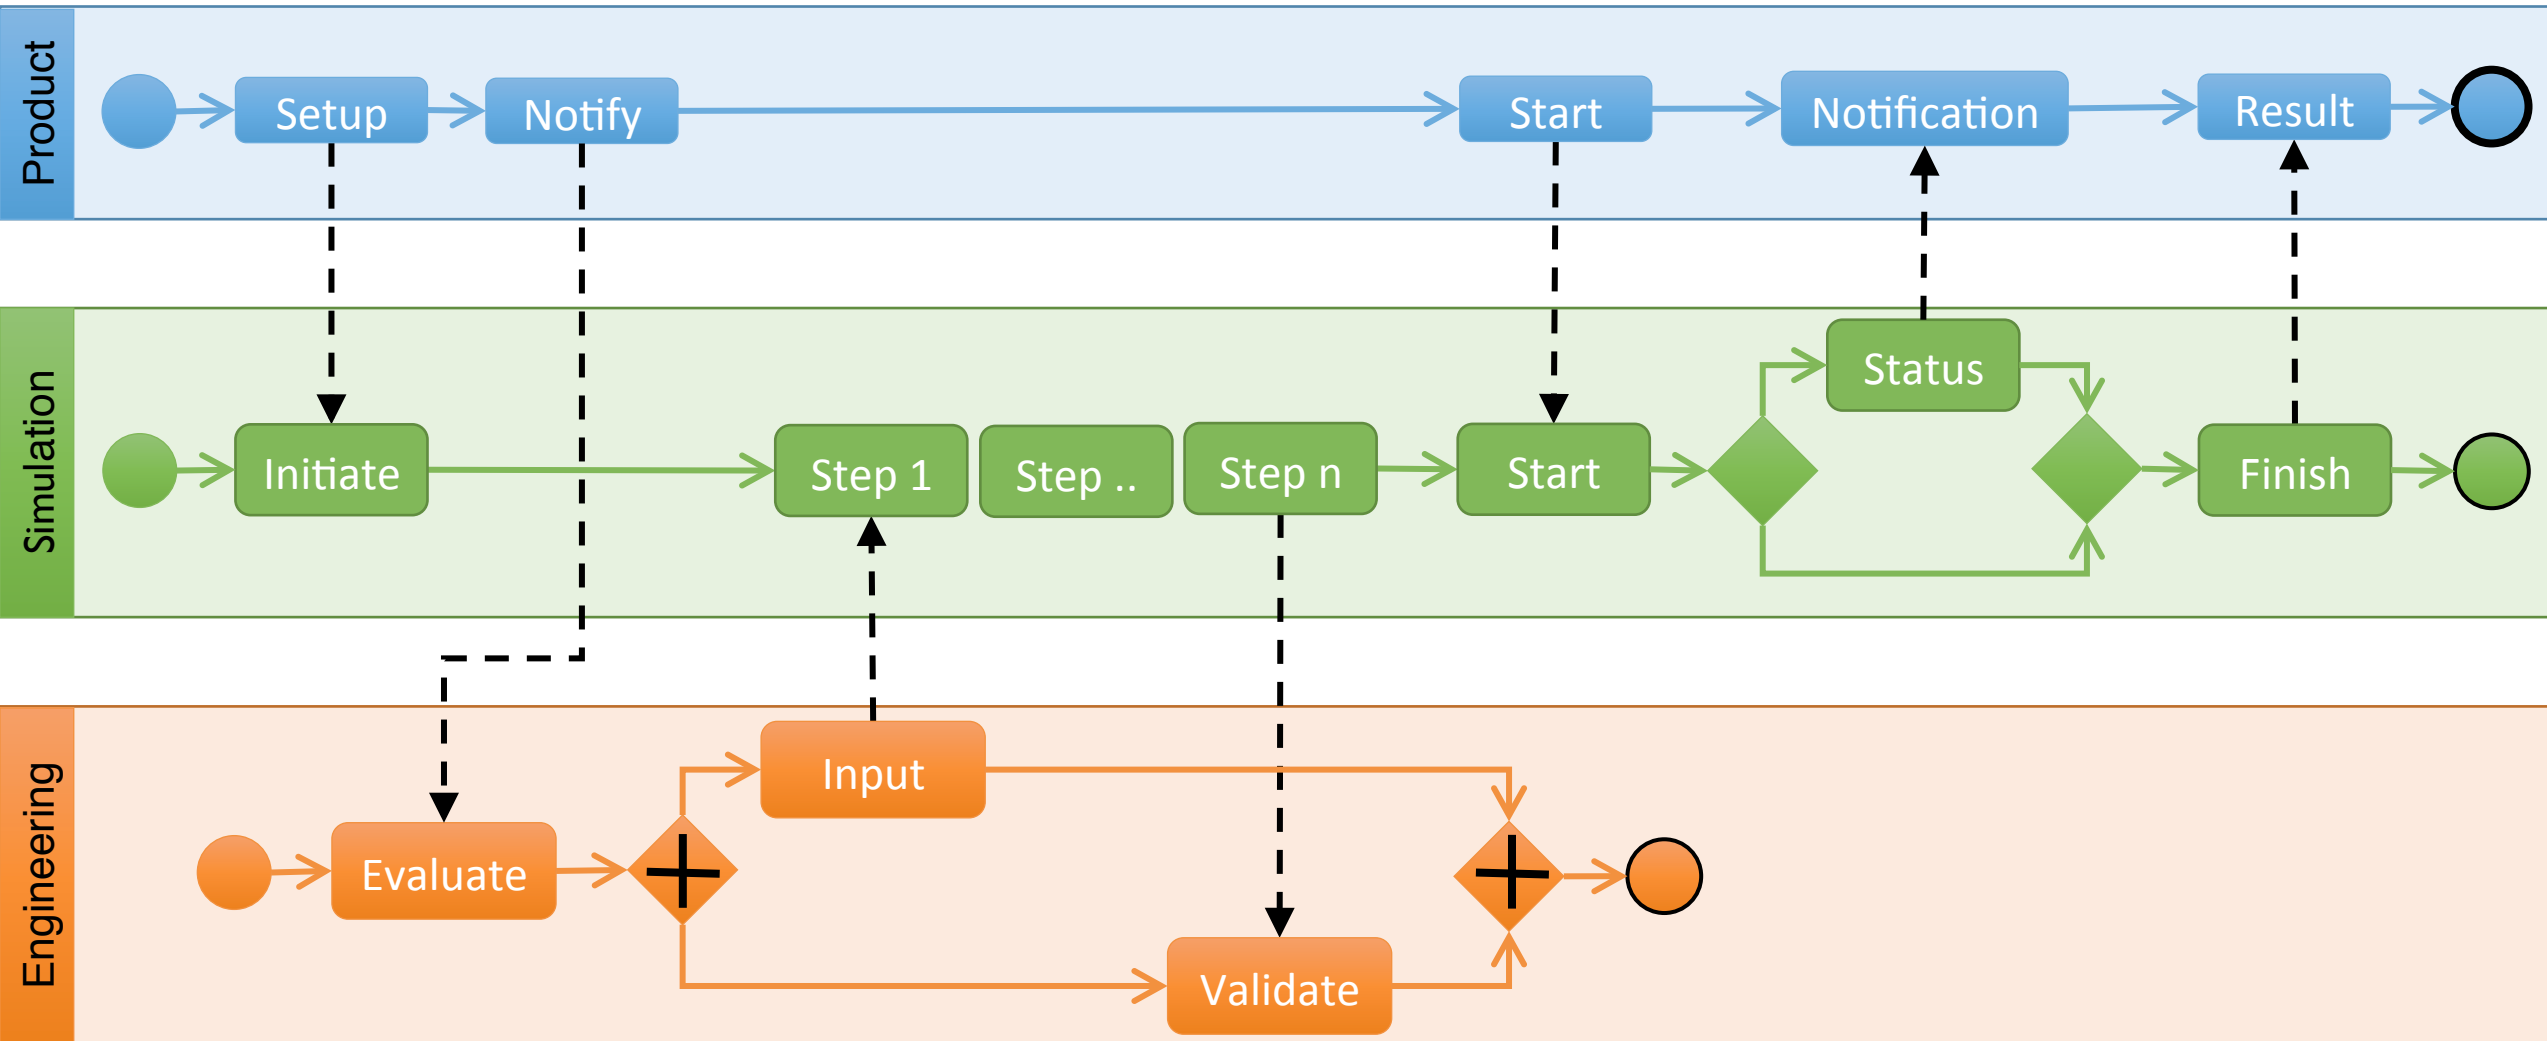 Product
Setup
Notify
Start
Notification
Result
Simulation
Initiate
Step 1
Step ..
Step n
Start
Status
Finish
Engineering
Evaluate
Input
Validate